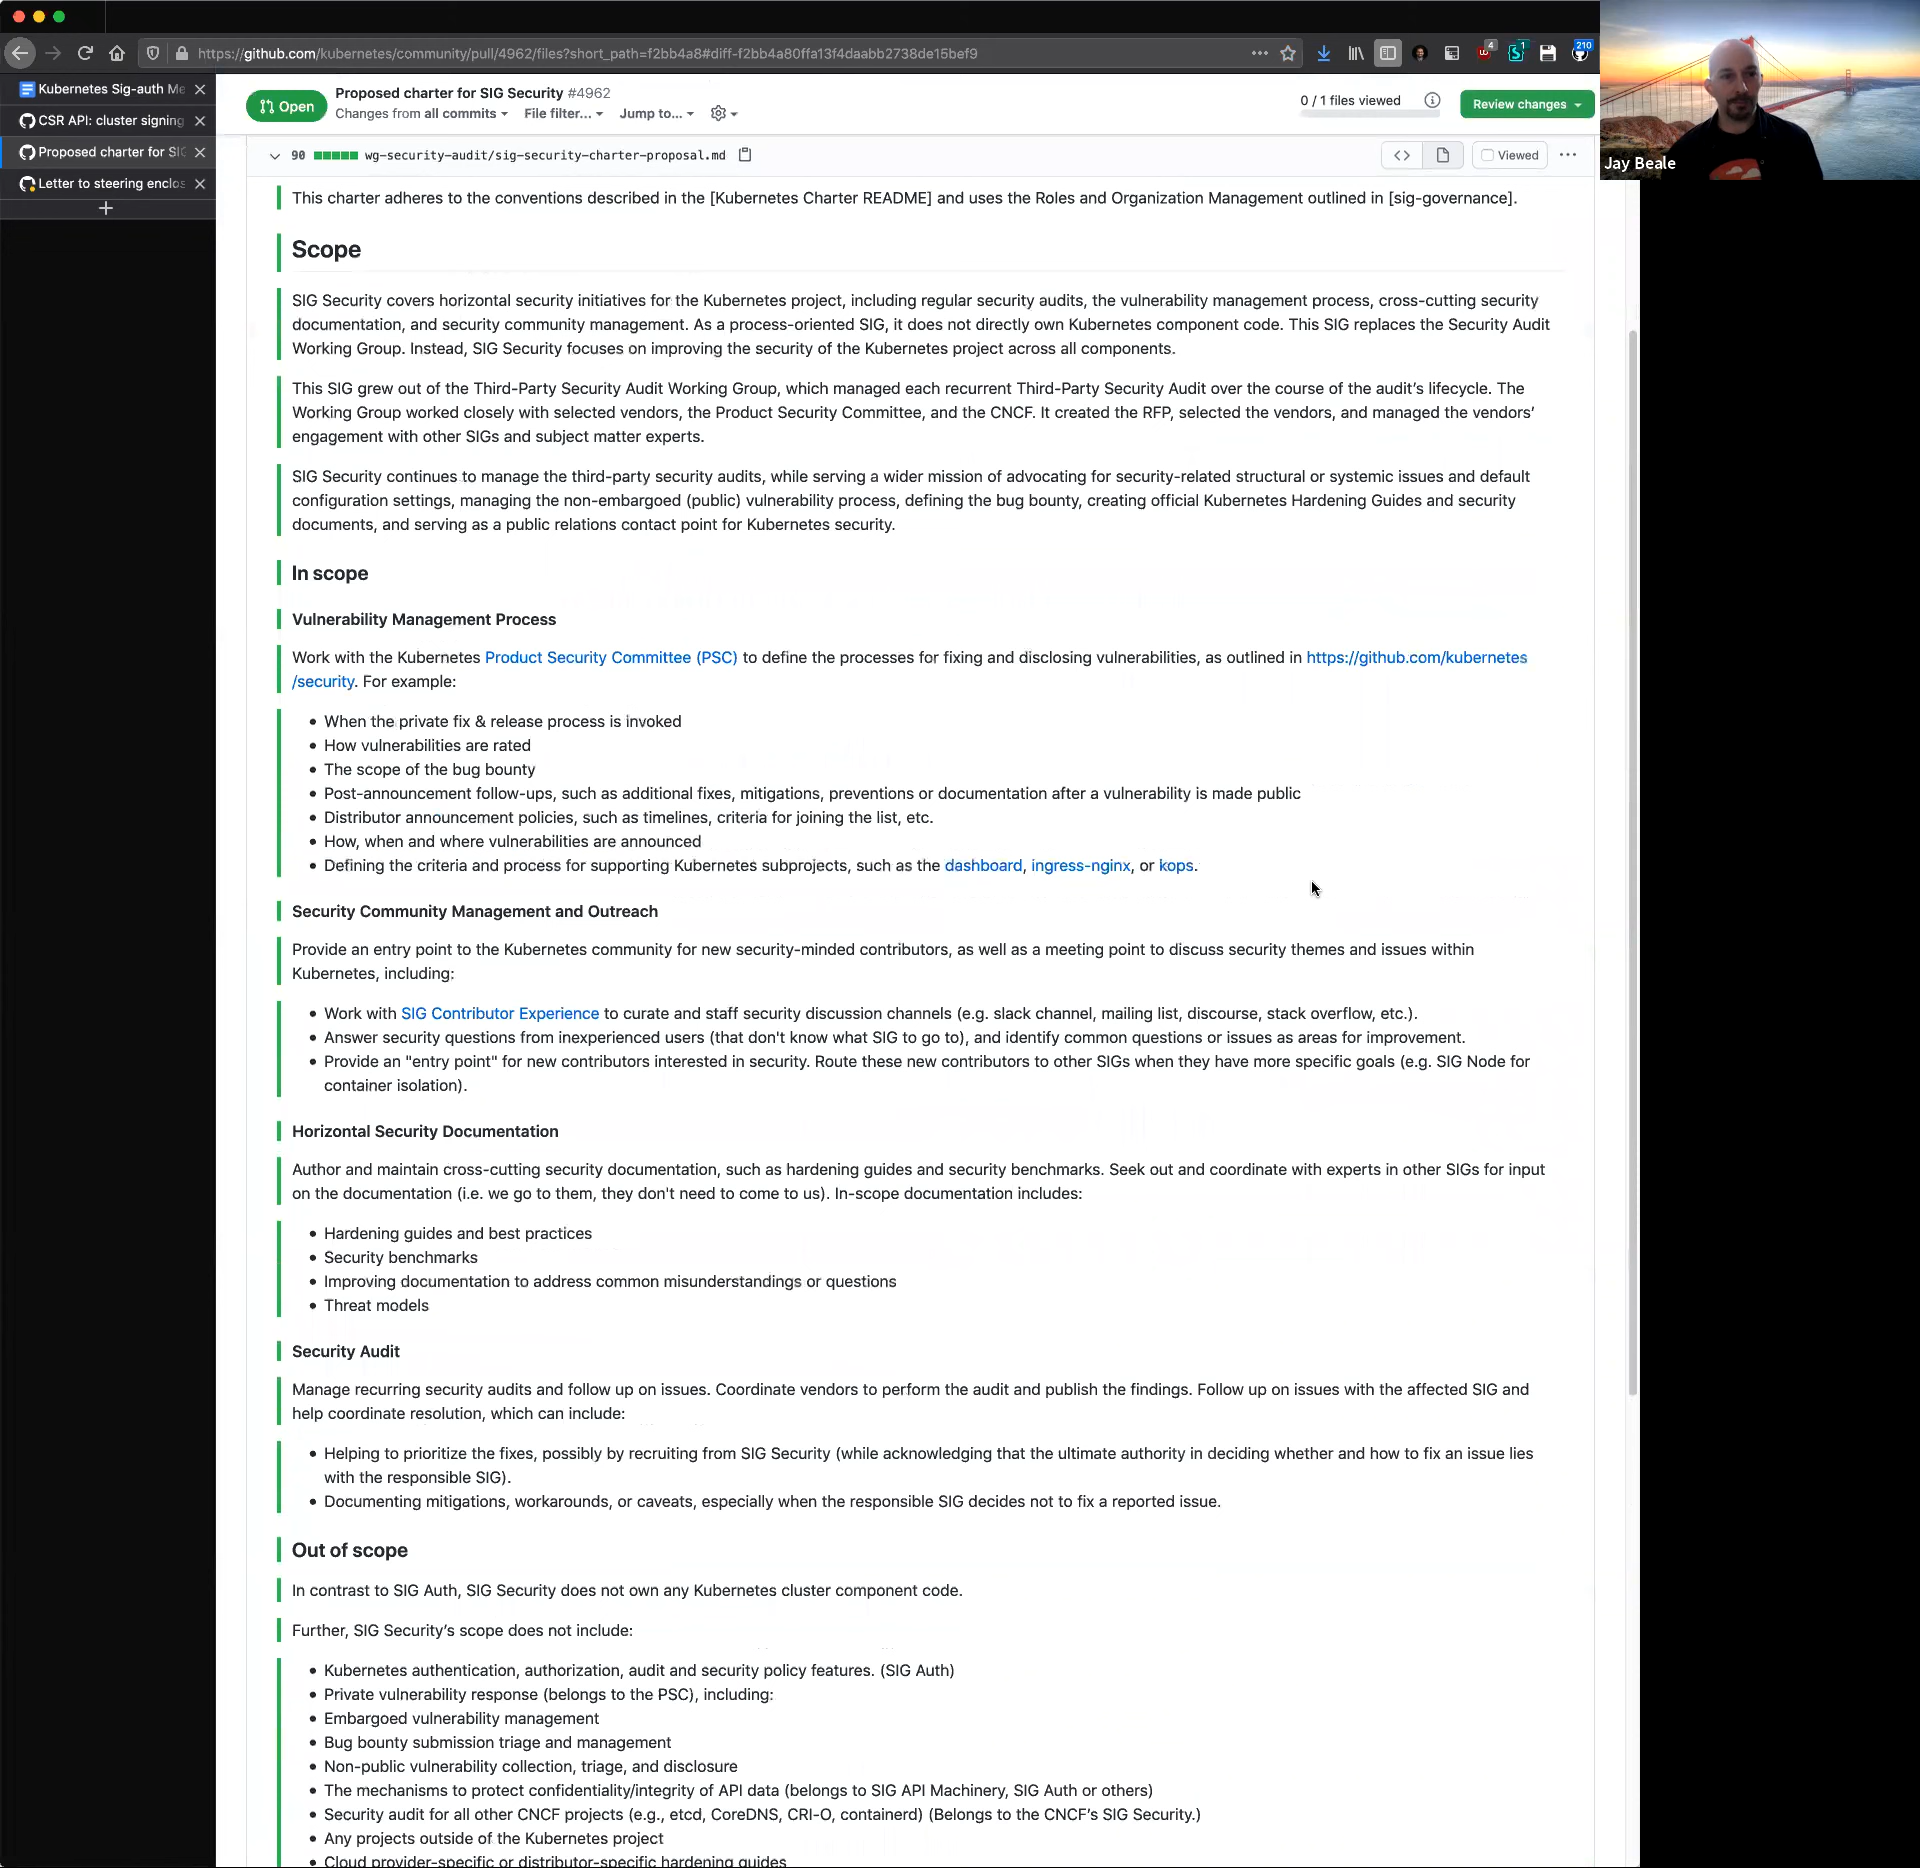 https://github.com/kubernetes/community/pull/4962/files?short_path=f2bb4a8#diff-f2bb4a80ffa13f4daabb2738de15bef9
4
1
210
Kubernetes Sig-auth Me
CSR API: cluster signing
Proposed charter for SIG
Letter to steering enclos
Open
Proposed charter for SIG Security #4962
Changes from all commits
File filter...
Jump to...
0 / 1 files viewed
Review changes
Jay Beale
90
wg-security-audit/sig-security-charter-proposal.md
Viewed
This charter adheres to the conventions described in the [Kubernetes Charter README] and uses the Roles and Organization Management outlined in [sig-governance].
Scope
SIG Security covers horizontal security initiatives for the Kubernetes project, including regular security audits, the vulnerability management process, cross-cutting security
documentation, and security community management. As a process-oriented SIG, it does not directly own Kubernetes component code. This SIG replaces the Security Audit
Working Group. Instead, SIG Security focuses on improving the security of the Kubernetes project across all components.
This SIG grew out of the Third-Party Security Audit Working Group, which managed each recurrent Third-Party Security Audit over the course of the audit's lifecycle. The
Working Group worked closely with selected vendors, the Product Security Committee, and the CNCF. It created the RFP, selected the vendors, and managed the vendors'
engagement with other SIGs and subject matter experts.
SIG Security continues to manage the third-party security audits, while serving a wider mission of advocating for security-related structural or systemic issues and default
configuration settings, managing the non-embargoed (public) vulnerability process, defining the bug bounty, creating official Kubernetes Hardening Guides and security
documents, and serving as a public relations contact point for Kubernetes security.
In scope
Vulnerability Management Process
Work with the Kubernetes Product Security Committee (PSC) to define the processes for fixing and disclosing vulnerabilities, as outlined in https://github.com/kubernetes
/security. For example:
• When the private fix & release process is invoked
• How vulnerabilities are rated
• The scope of the bug bounty
• Post-announcement follow-ups, such as additional fixes, mitigations, preventions or documentation after a vulnerability is made public
• Distributor announcement policies, such as timelines, criteria for joining the list, etc.
• How, when and where vulnerabilities are announced
• Defining the criteria and process for supporting Kubernetes subprojects, such as the dashboard, ingress-nginx, or kops.
Security Community Management and Outreach
Provide an entry point to the Kubernetes community for new security-minded contributors, as well as a meeting point to discuss security themes and issues within
Kubernetes, including:
• Work with SIG Contributor Experience to curate and staff security discussion channels (e.g. slack channel, mailing list, discourse, stack overflow, etc.).
• Answer security questions from inexperienced users (that don't know what SIG to go to), and identify common questions or issues as areas for improvement.
• Provide an "entry point" for new contributors interested in security. Route these new contributors to other SIGs when they have more specific goals (e.g. SIG Node for
container isolation).
Horizontal Security Documentation
Author and maintain cross-cutting security documentation, such as hardening guides and security benchmarks. Seek out and coordinate with experts in other SIGs for input
on the documentation (i.e. we go to them, they don't need to come to us). In-scope documentation includes:
• Hardening guides and best practices
• Security benchmarks
• Improving documentation to address common misunderstandings or questions
• Threat models
Security Audit
Manage recurring security audits and follow up on issues. Coordinate vendors to perform the audit and publish the findings. Follow up on issues with the affected SIG and
help coordinate resolution, which can include:
• Helping to prioritize the fixes, possibly by recruiting from SIG Security (while acknowledging that the ultimate authority in deciding whether and how to fix an issue lies
with the responsible SIG).
• Documenting mitigations, workarounds, or caveats, especially when the responsible SIG decides not to fix a reported issue.
Out of scope
In contrast to SIG Auth, SIG Security does not own any Kubernetes cluster component code.
Further, SIG Security's scope does not include:
• Kubernetes authentication, authorization, audit and security policy features. (SIG Auth)
• Private vulnerability response (belongs to the PSC), including:
• Embargoed vulnerability management
• Bug bounty submission triage and management
• Non-public vulnerability collection, triage, and disclosure
• The mechanisms to protect confidentiality/integrity of API data (belongs to SIG API Machinery, SIG Auth or others)
• Security audit for all other CNCF projects (e.g., etcd, CoreDNS, CRI-O, containerd) (Belongs to the CNCF's SIG Security.)
• Any projects outside of the Kubernetes project
• Cloud provider-specific or distributor-specific hardening guides